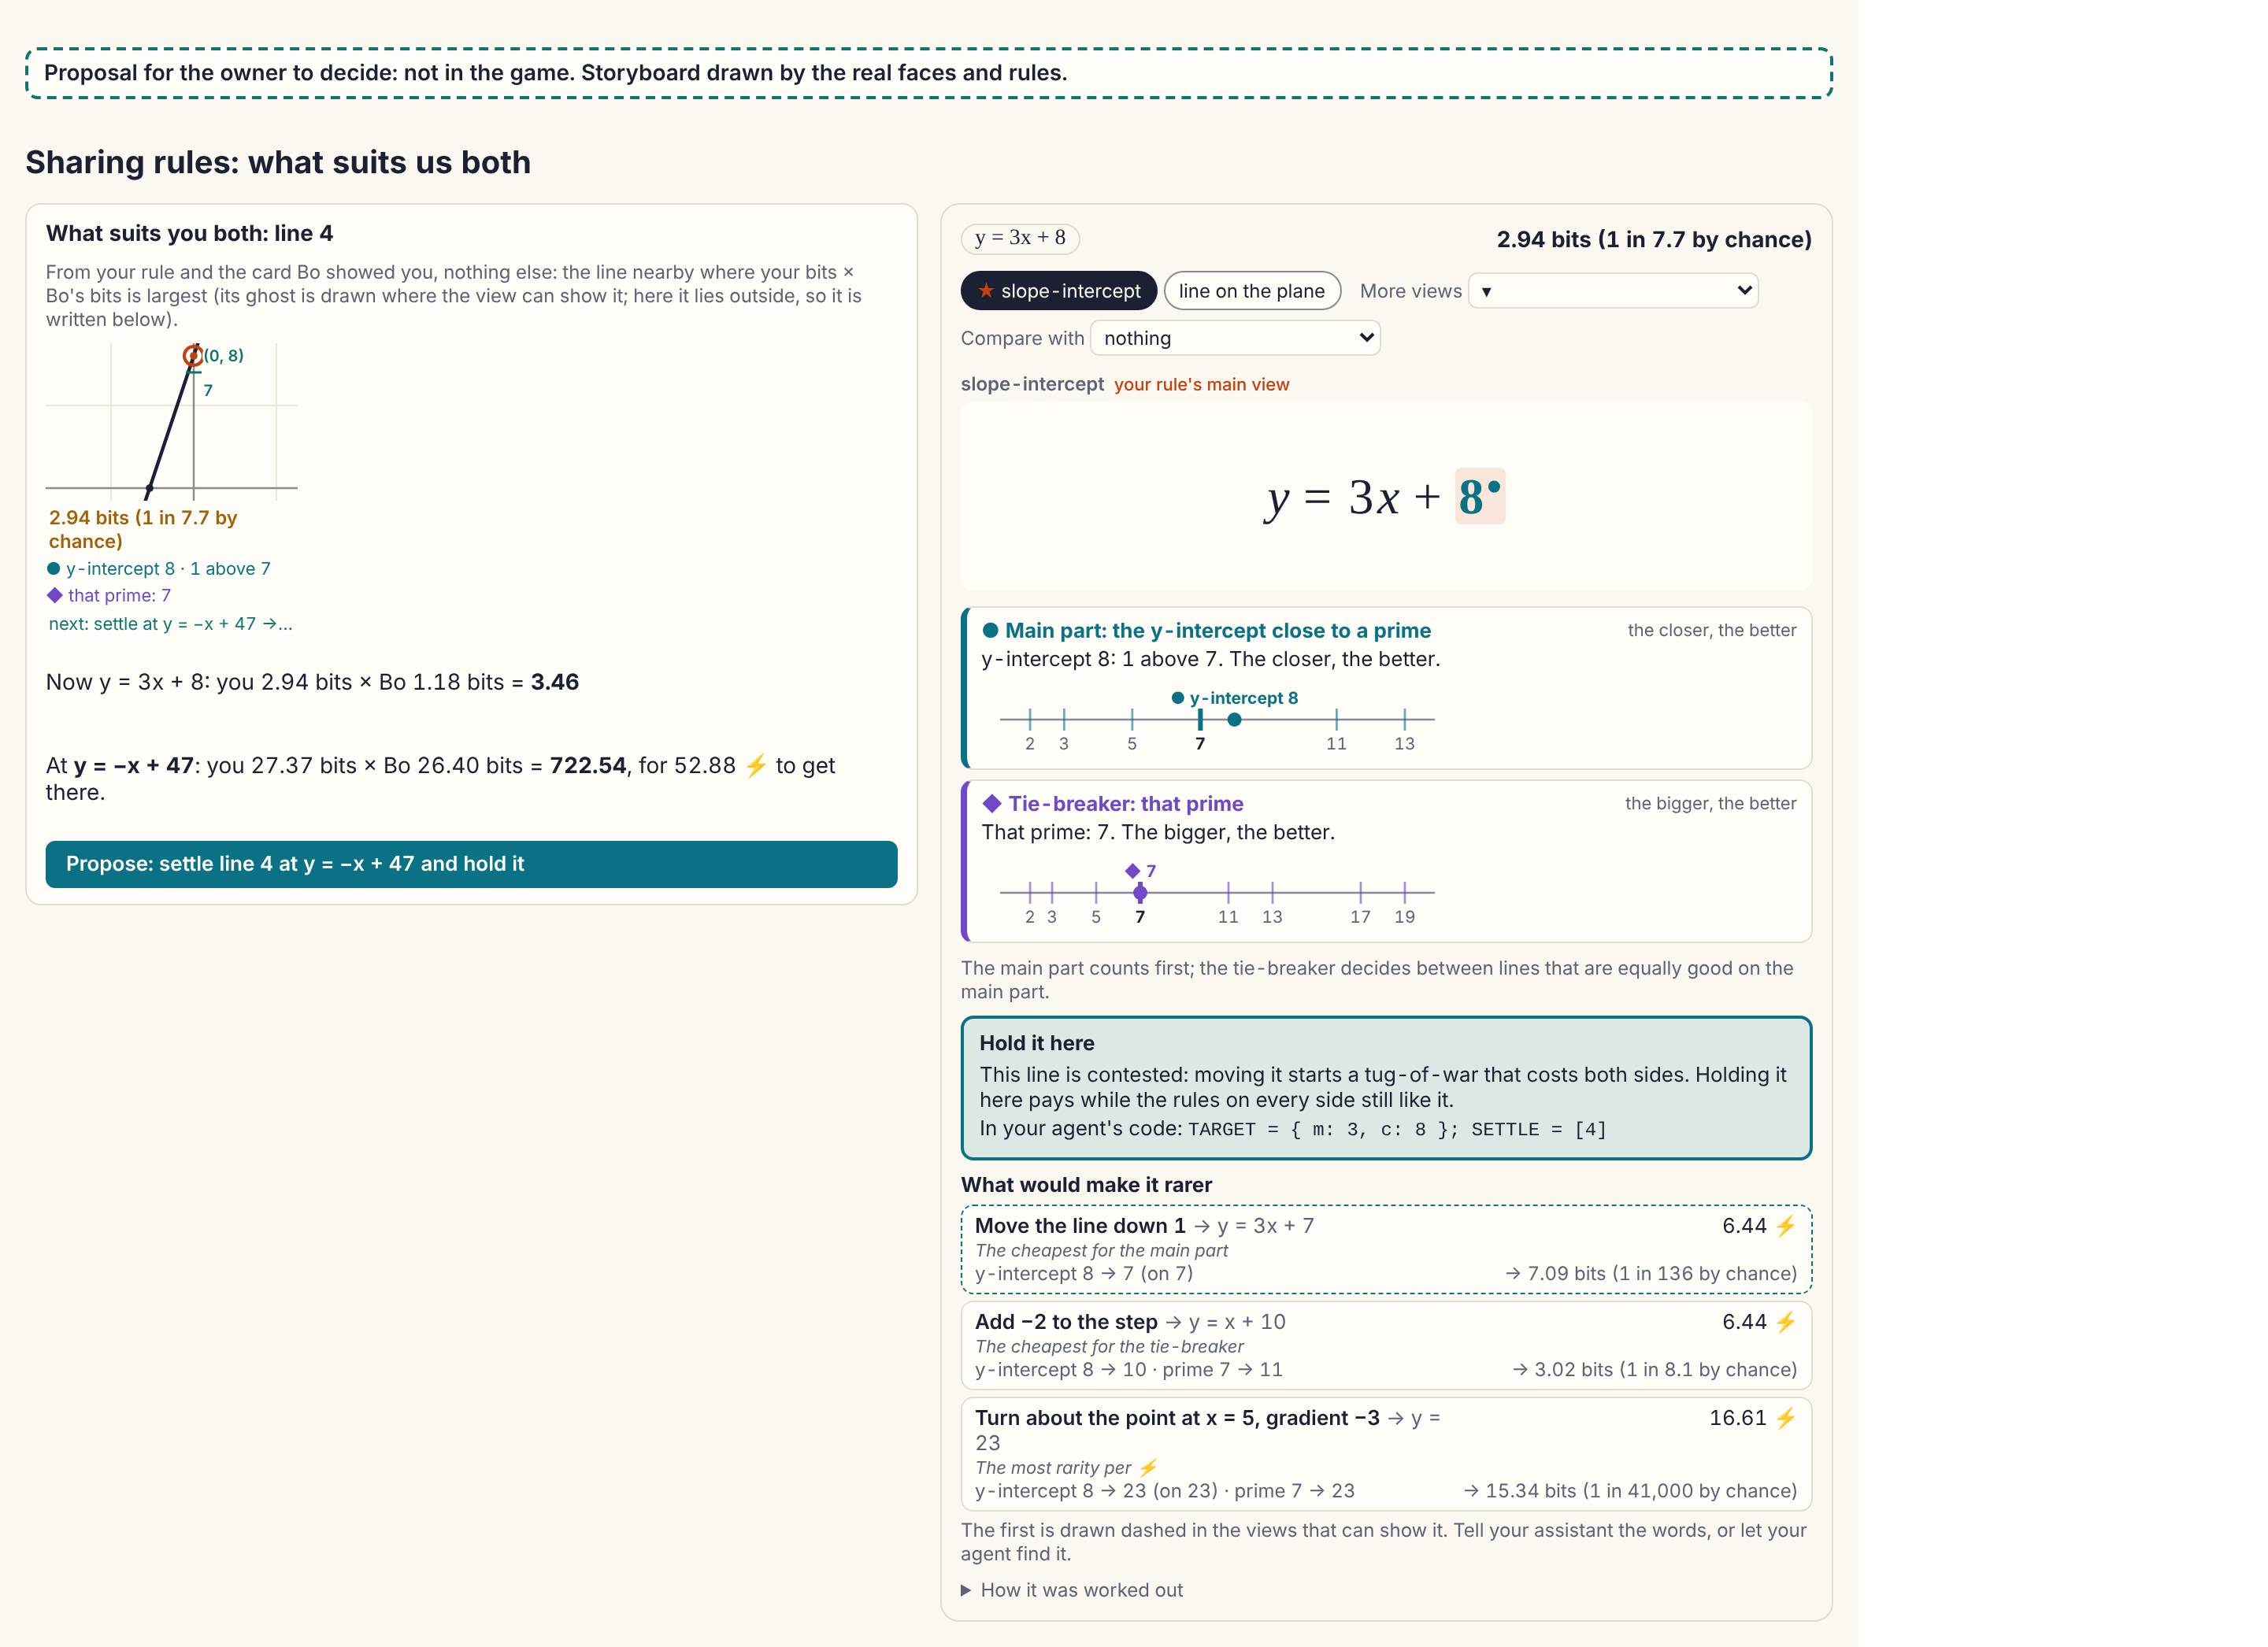 Proposal for the owner to decide: not in the game. Storyboard drawn by the real faces and rules.
Sharing rules: what suits us both
What suits you both: line 4
From your rule and the card Bo showed you, nothing else: the line nearby where your bits ×
Bo's bits is largest (its ghost is drawn where the view can show it; here it lies outside, so it is
written below).
(0, 8)
7
2.94 bits (1 in 7.7 by
chance)
y-intercept 8 · 1 above 7
that prime: 7
next: settle at y = −x + 47 →...
Now y = 3x + 8: you 2.94 bits × Bo 1.18 bits = 3.46
At y = −x + 47: you 27.37 bits × Bo 26.40 bits = 722.54, for 52.88 ⚡ to get
there.
Propose: settle line 4 at y = −x + 47 and hold it
y = 3x + 8
2.94 bits (1 in 7.7 by chance)
★ slope-intercept
line on the plane
More views ▾
Compare with nothing
slope-intercept your rule's main view
y = 3x + 8
● Main part: the y-intercept close to a prime
the closer, the better
y-intercept 8: 1 above 7. The closer, the better.
● y-intercept 8
2 3 5 7 11 13
◆ Tie-breaker: that prime
the bigger, the better
That prime: 7. The bigger, the better.
◆ 7
2 3 5 7 11 13 17 19
The main part counts first; the tie-breaker decides between lines that are equally good on the
main part.
Hold it here
This line is contested: moving it starts a tug-of-war that costs both sides. Holding it
here pays while the rules on every side still like it.
In your agent's code: TARGET = { m: 3, c: 8 }; SETTLE = [4]
What would make it rarer
Move the line down 1 → y = 3x + 7
6.44 ⚡
The cheapest for the main part
y-intercept 8 → 7 (on 7)
→ 7.09 bits (1 in 136 by chance)
Add −2 to the step → y = x + 10
6.44 ⚡
The cheapest for the tie-breaker
y-intercept 8 → 10 · prime 7 → 11
→ 3.02 bits (1 in 8.1 by chance)
Turn about the point at x = 5, gradient −3 → y =
23
16.61 ⚡
The most rarity per ⚡
y-intercept 8 → 23 (on 23) · prime 7 → 23
→ 15.34 bits (1 in 41,000 by chance)
The first is drawn dashed in the views that can show it. Tell your assistant the words, or let your
agent find it.
▶ How it was worked out